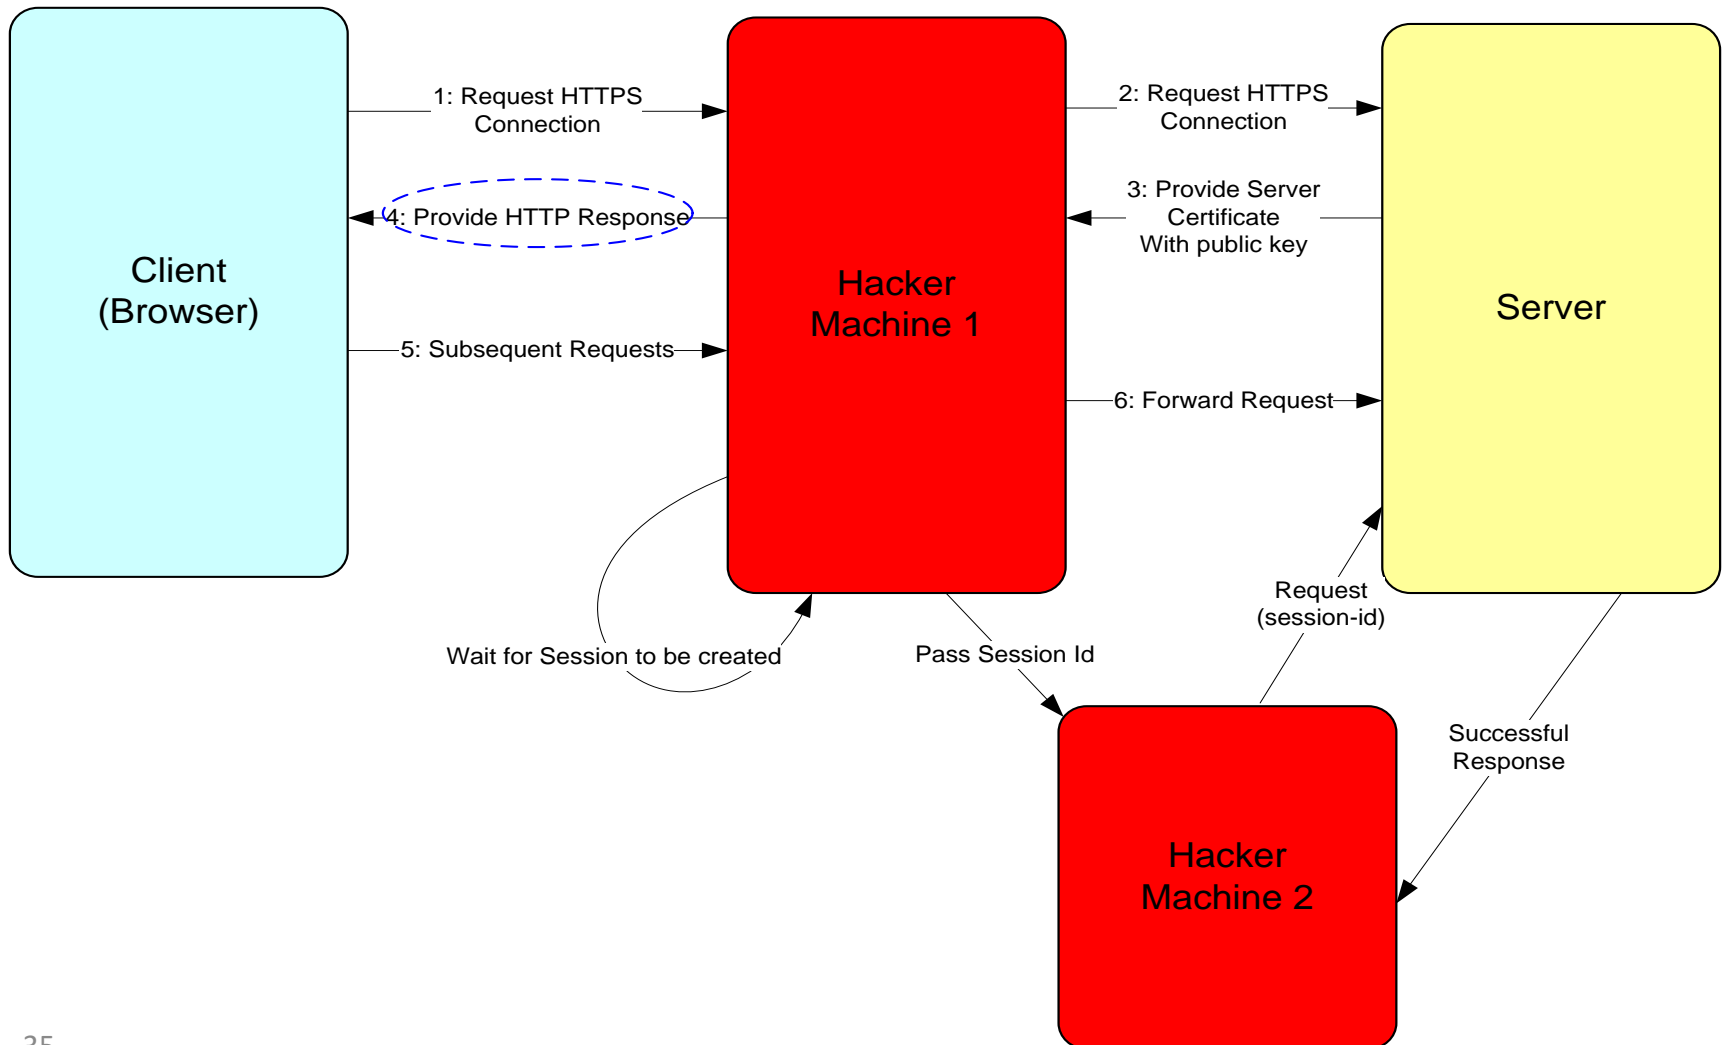 1: Request HTTPS
Connection
2: Request HTTPS
Connection
4: Provide HTTP Response
3: Provide Server
Certificate
With public key
Client
(Browser)
Hacker
Machine 1
Server
5: Subsequent Requests
6: Forward Request
Request
(session-id)
Wait for Session to be created
Pass Session Id
Successful
Response
Hacker
Machine 2
35